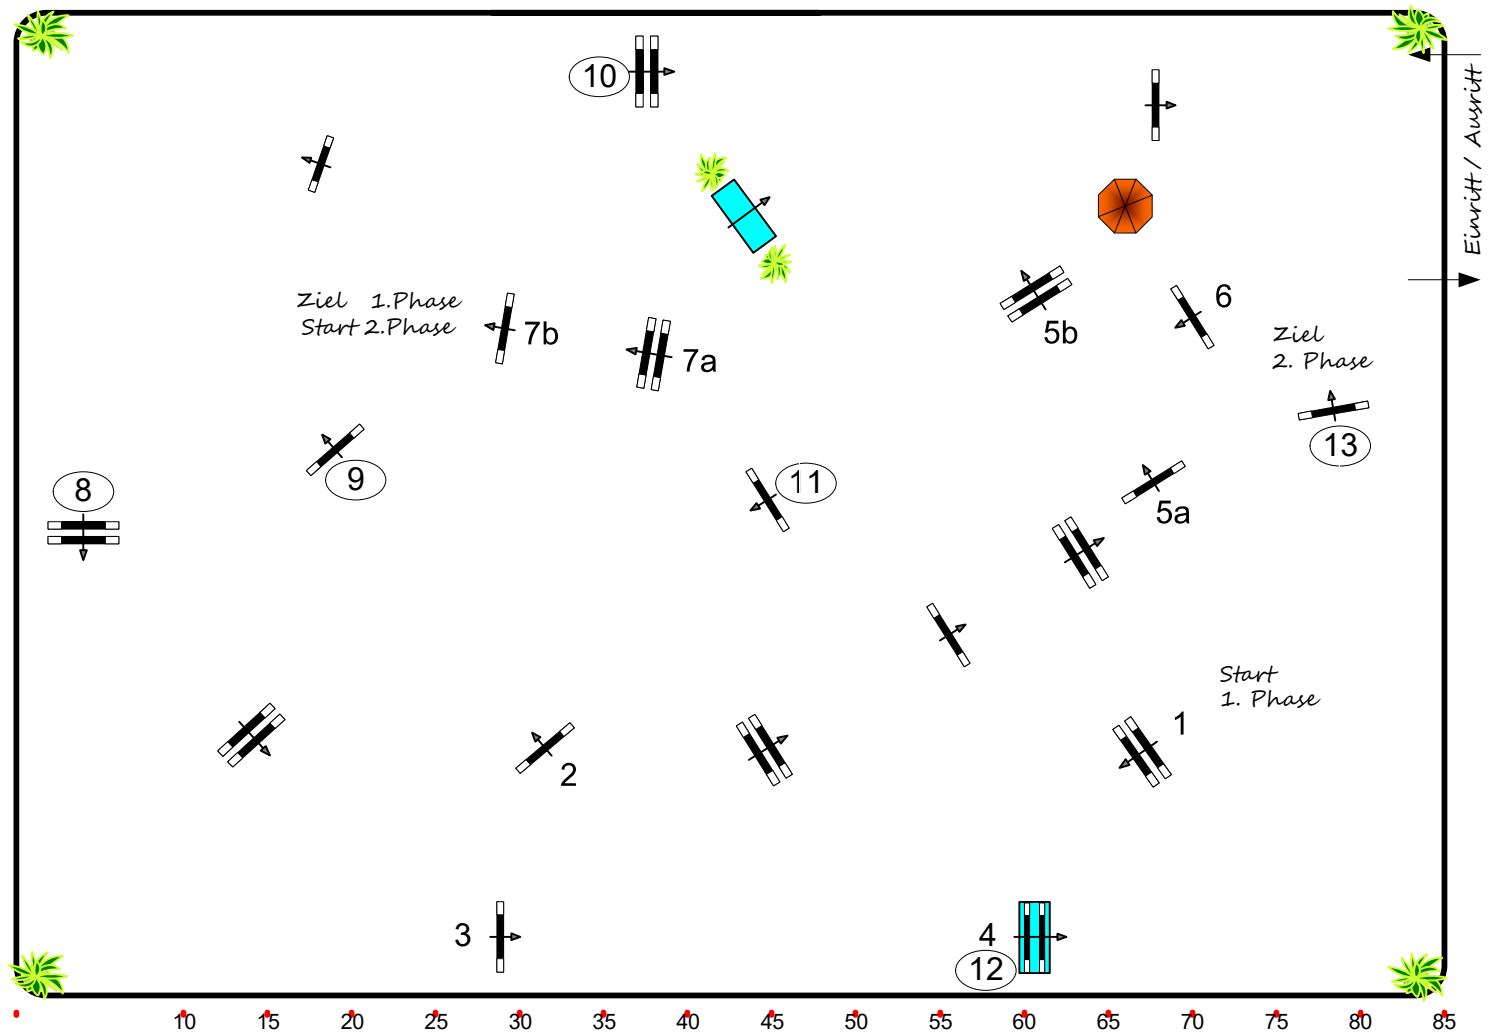 10
Einritt / Ausritt
Ziel 1.Phase
Start 2.Phase
7b
7a
5b
6
Ziel
2. Phase
13
8
9
11
5a
Start
1. Phase
1
2
3
4
12
10 15 20 25 30 35 40 45 50 55 60 65 70 75 80 85